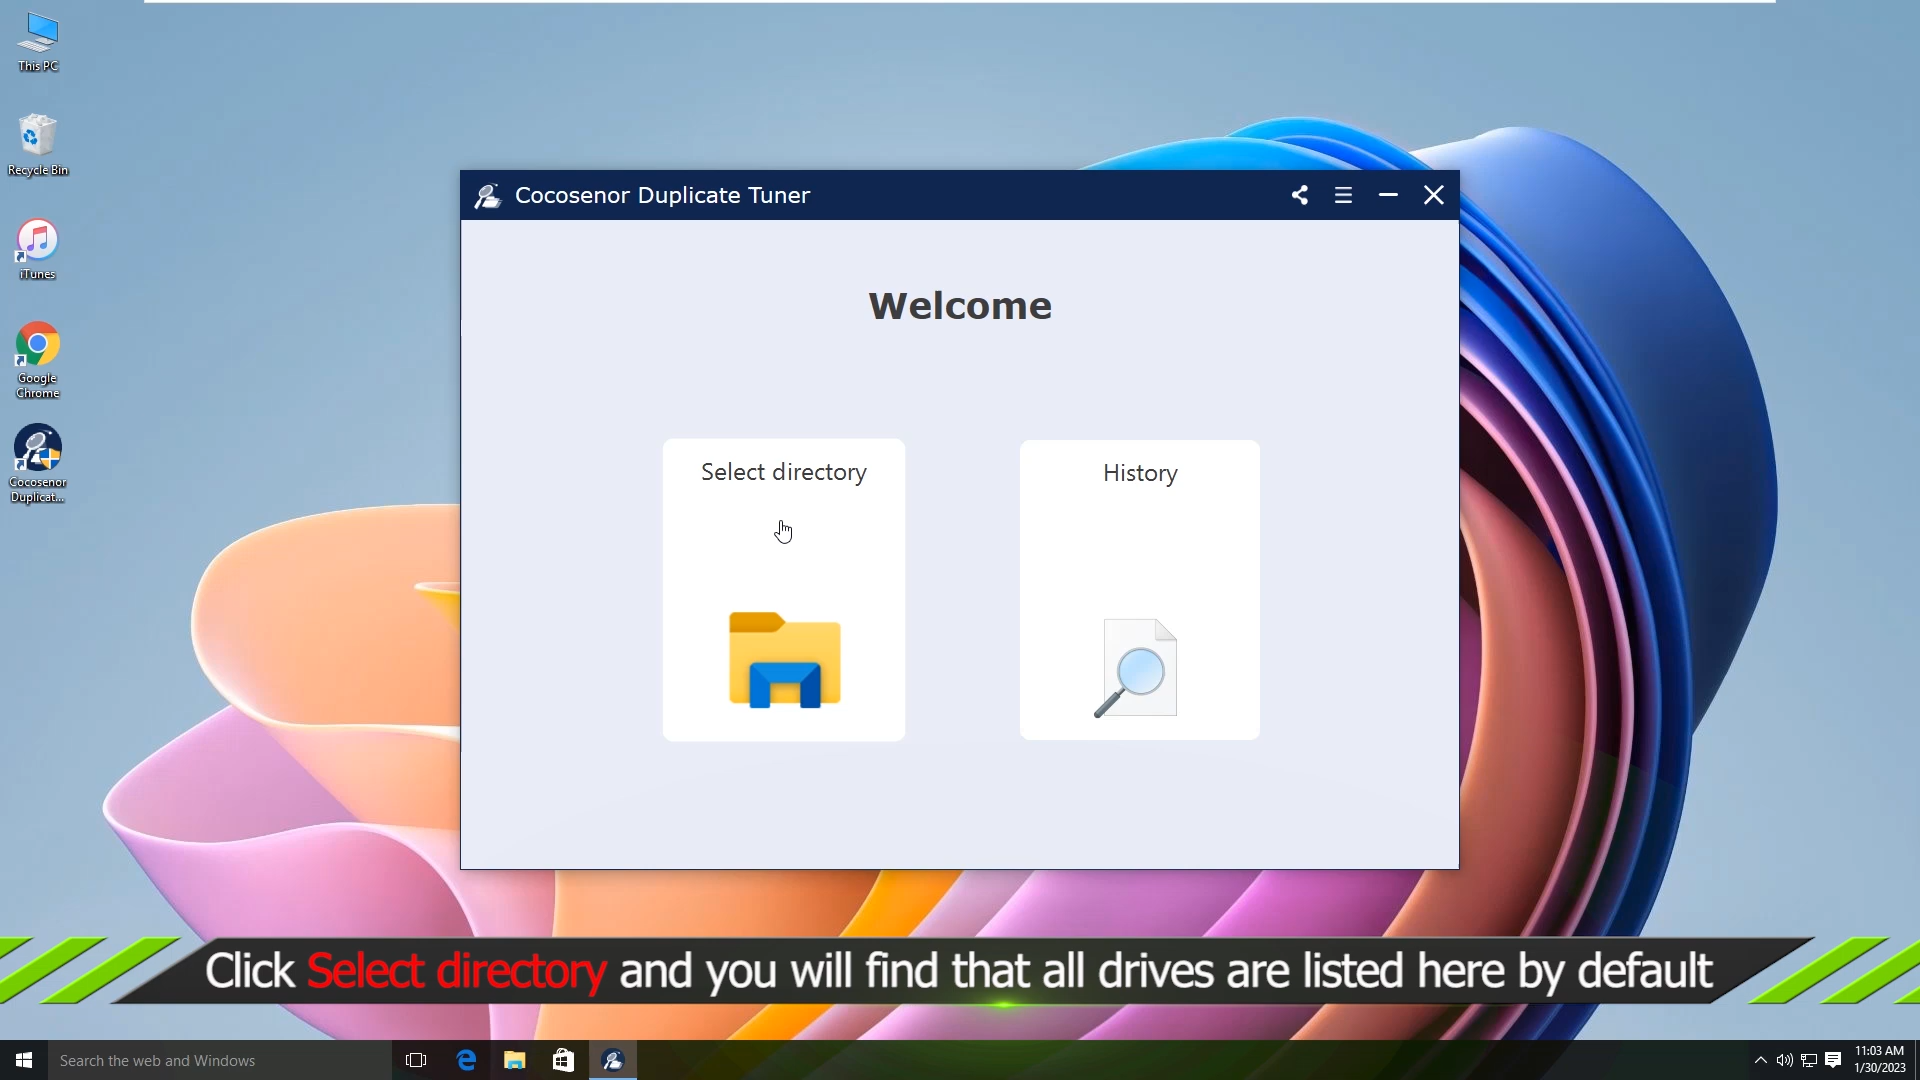 This PC
Recycle Bin
iTunes
Google
Chrome
Cocosenor
Duplicat...
Cocosenor Duplicate Tuner
Welcome
Select directory
History
Click Select directory and you will find that all drives are listed here by default
Search the web and Windows
11:03 AM
1/30/2023